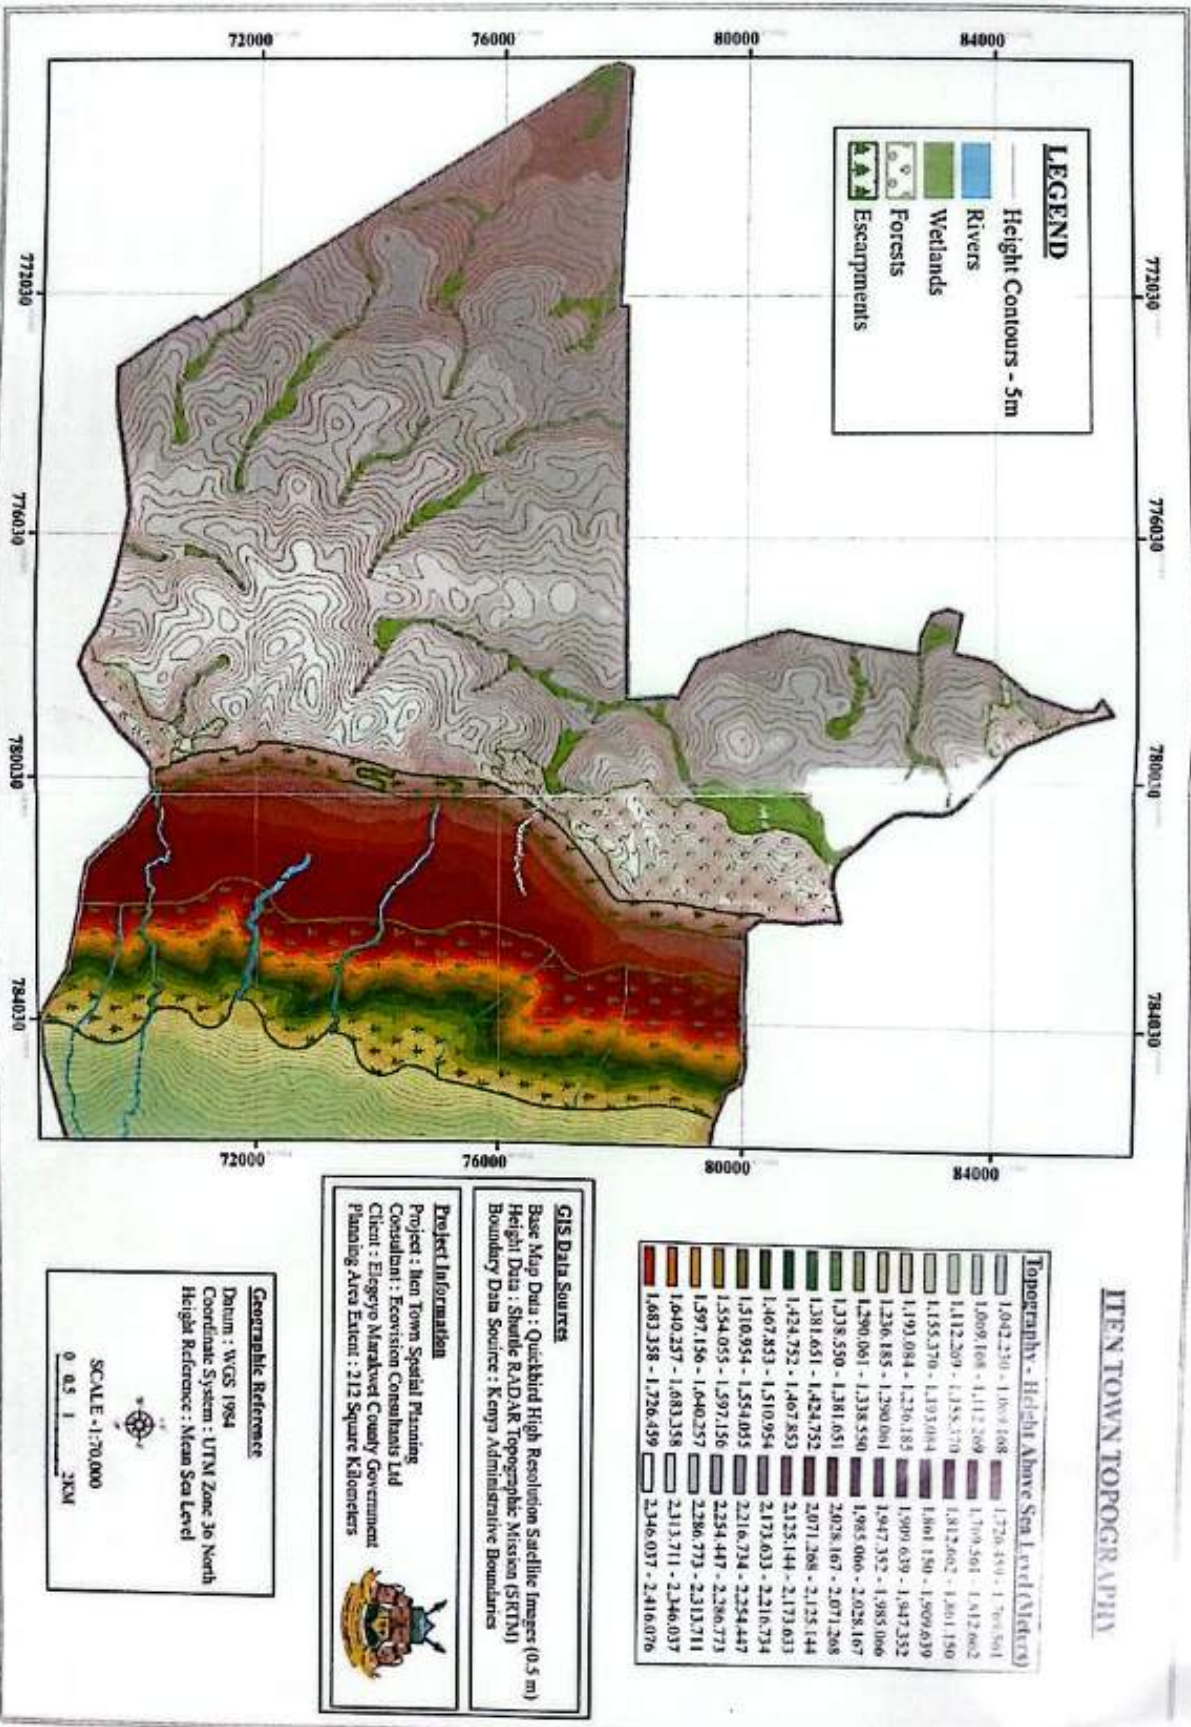 ITEN TOWN TOPOGRAPHY
72000
76000
80000
84000
772030
776030
780030
784030
772030
776030
780030
784030
72000
76000
80000
84000
LEGEND
Height Contours - 5m
Rivers
Wetlands
Forests
Escarpments
Topography - Height Above Sea Level (Meters)
1,042.230 - 1,069.168
1,069.168 - 1,112.269
1,112.269 - 1,155.370
1,155.370 - 1,193.084
1,193.084 - 1,236.185
1,236.185 - 1,290.061
1,290.061 - 1,338.550
1,338.550 - 1,381.651
1,381.651 - 1,424.752
1,424.752 - 1,467.853
1,467.853 - 1,510.954
1,510.954 - 1,554.055
1,554.055 - 1,597.156
1,597.156 - 1,640.257
1,640.257 - 1,683.358
1,683.358 - 1,726.459
1,726.459 - 1,769.561
1,769.561 - 1,812.662
1,812.662 - 1,861.150
1,861.150 - 1,909.639
1,909.639 - 1,947.352
1,947.352 - 1,985.066
1,985.066 - 2,028.167
2,028.167 - 2,071.268
2,071.268 - 2,125.144
2,125.144 - 2,173.633
2,173.633 - 2,216.734
2,216.734 - 2,254.447
2,254.447 - 2,286.773
2,286.773 - 2,313.711
2,313.711 - 2,346.037
2,346.037 - 2,416.076
GIS Data Sources
Base Map Data : Quickbird High Resolution Satellite Images (0.5 m)
Height Data : Shuttle RADAR Topographic Mission (SRTM)
Boundary Data Source : Kenya Administrative Boundaries
Project Information
Project : Iten Town Spatial Planning
Consultant : Ecovision Consultants Ltd
Client : Elegeyo Marakwet County Government
Planning Area Extent : 212 Square Kilometers
Geographic Reference
Datum : WGS 1984
Coordinate System : UTM Zone 36 North
Height Reference : Mean Sea Level
SCALE -1:70,000
0 0.5 1 2KM